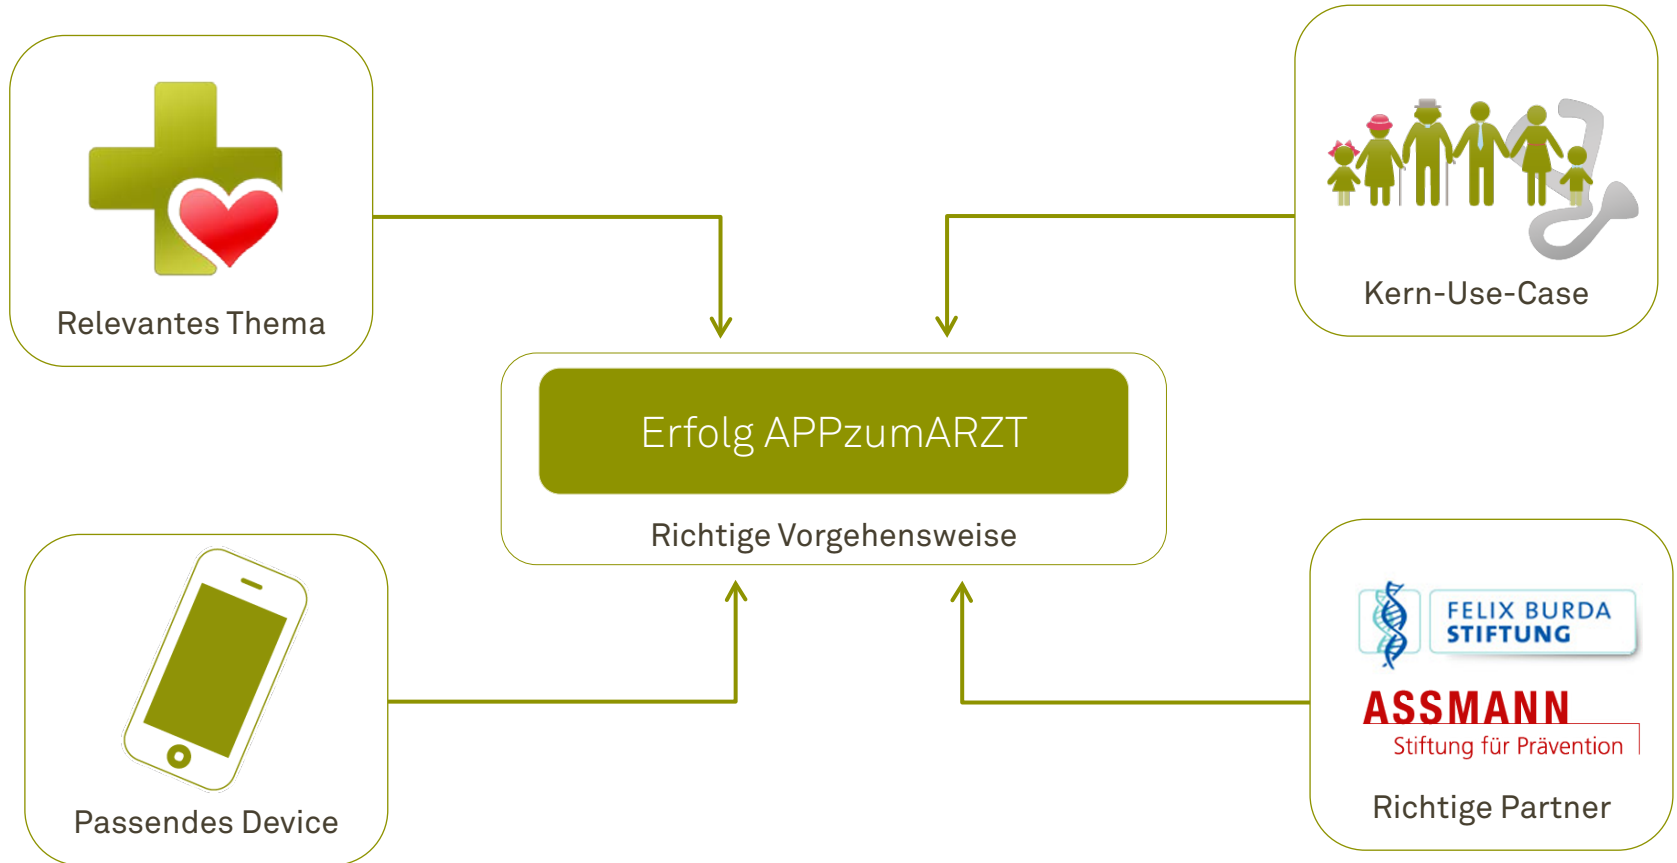 Relevantes Thema
Kern-Use-Case
Erfolg APPzumARZT
Richtige Vorgehensweise
Passendes Device
FELIX BURDA
STIFTUNG
ASSMANN
Stiftung für Prävention
Richtige Partner